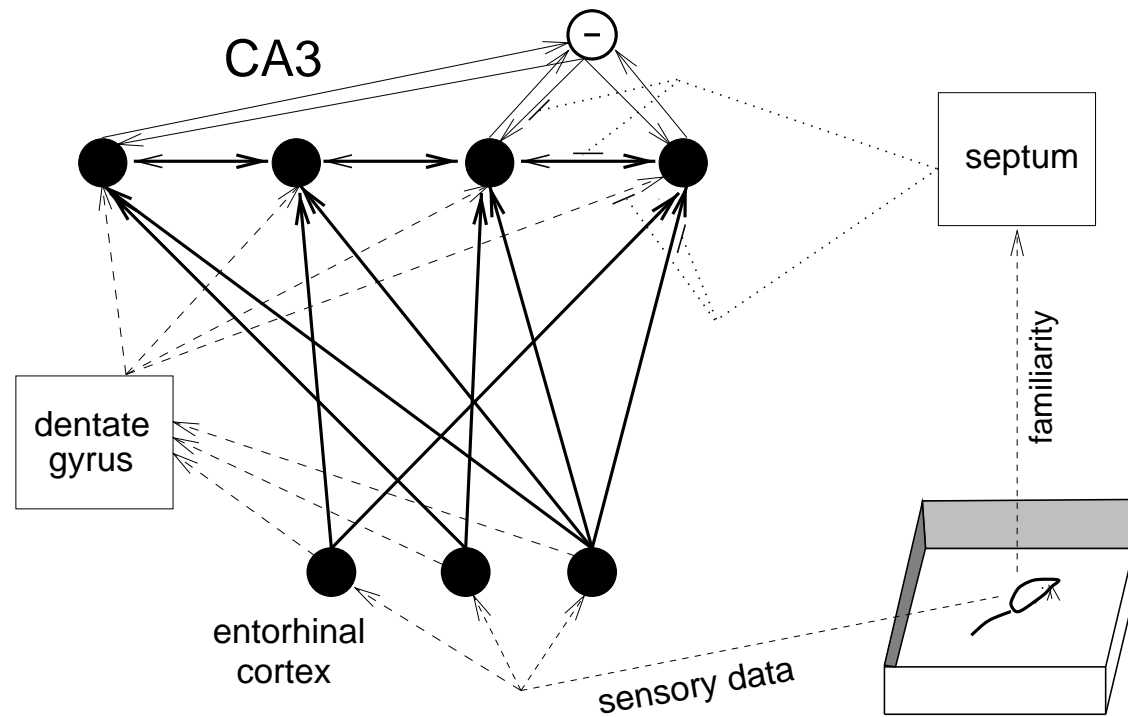 CA3
−
septum
dentate
gyrus
familiarity
entorhinal
cortex
sensory data